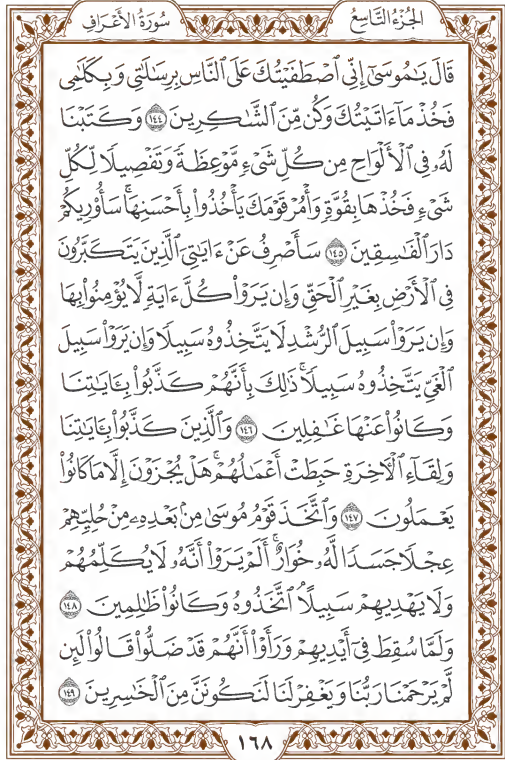 الجُزْءُ التَّاسِعُ
سُورَةُ الأَعْرَافِ
قَالَ يَٰمُوسَىٰٓ إِنِّي ٱصۡطَفَيۡتُكَ عَلَى ٱلنَّاسِ بِرِسَٰلَٰتِي وَبِكَلَٰمِي
فَخُذۡ مَآ ءَاتَيۡتُكَ وَكُن مِّنَ ٱلشَّٰكِرِينَ ١٤٤ وَكَتَبۡنَا
لَهُۥ فِي ٱلۡأَلۡوَاحِ مِن كُلِّ شَيۡءٖ مَّوۡعِظَةٗ وَتَفۡصِيلٗا لِّكُلِّ
شَيۡءٖ فَخُذۡهَا بِقُوَّةٖ وَأۡمُرۡ قَوۡمَكَ يَأۡخُذُواْ بِأَحۡسَنِهَاۚ سَأُوْرِيكُمۡ
دَارَ ٱلۡفَٰسِقِينَ ١٤٥ سَأَصۡرِفُ عَنۡ ءَايَٰتِيَ ٱلَّذِينَ يَتَكَبَّرُونَ
فِي ٱلۡأَرۡضِ بِغَيۡرِ ٱلۡحَقِّ وَإِن يَرَوۡاْ كُلَّ ءَايَةٖ لَّا يُؤۡمِنُواْ بِهَا
وَإِن يَرَوۡاْ سَبِيلَ ٱلرُّشۡدِ لَا يَتَّخِذُوهُ سَبِيلٗا وَإِن يَرَوۡاْ سَبِيلَ
ٱلۡغَيِّ يَتَّخِذُوهُ سَبِيلٗاۚ ذَٰلِكَ بِأَنَّهُمۡ كَذَّبُواْ بِـَٔايَٰتِنَا
وَكَانُواْ عَنۡهَا غَٰفِلِينَ ١٤٦ وَٱلَّذِينَ كَذَّبُواْ بِـَٔايَٰتِنَا
وَلِقَآءِ ٱلۡأٓخِرَةِ حَبِطَتۡ أَعۡمَٰلُهُمۡۚ هَلۡ يُجۡزَوۡنَ إِلَّا مَا كَانُواْ
يَعۡمَلُونَ ١٤٧ وَٱتَّخَذَ قَوۡمُ مُوسَىٰ مِنۢ بَعۡدِهِۦ مِنۡ حُلِيِّهِمۡ
عِجۡلٗا جَسَدٗا لَّهُۥ خُوَارٌۚ أَلَمۡ يَرَوۡاْ أَنَّهُۥ لَا يُكَلِّمُهُمۡ
وَلَا يَهۡدِيهِمۡ سَبِيلًاۘ ٱتَّخَذُوهُ وَكَانُواْ ظَٰلِمِينَ ١٤٨
وَلَمَّا سُقِطَ فِيٓ أَيۡدِيهِمۡ وَرَأَوۡاْ أَنَّهُمۡ قَدۡ ضَلُّواْ قَالُواْ لَئِن
لَّمۡ يَرۡحَمۡنَا رَبُّنَا وَيَغۡفِرۡ لَنَا لَنَكُونَنَّ مِنَ ٱلۡخَٰسِرِينَ ١٤٩
١٦٨